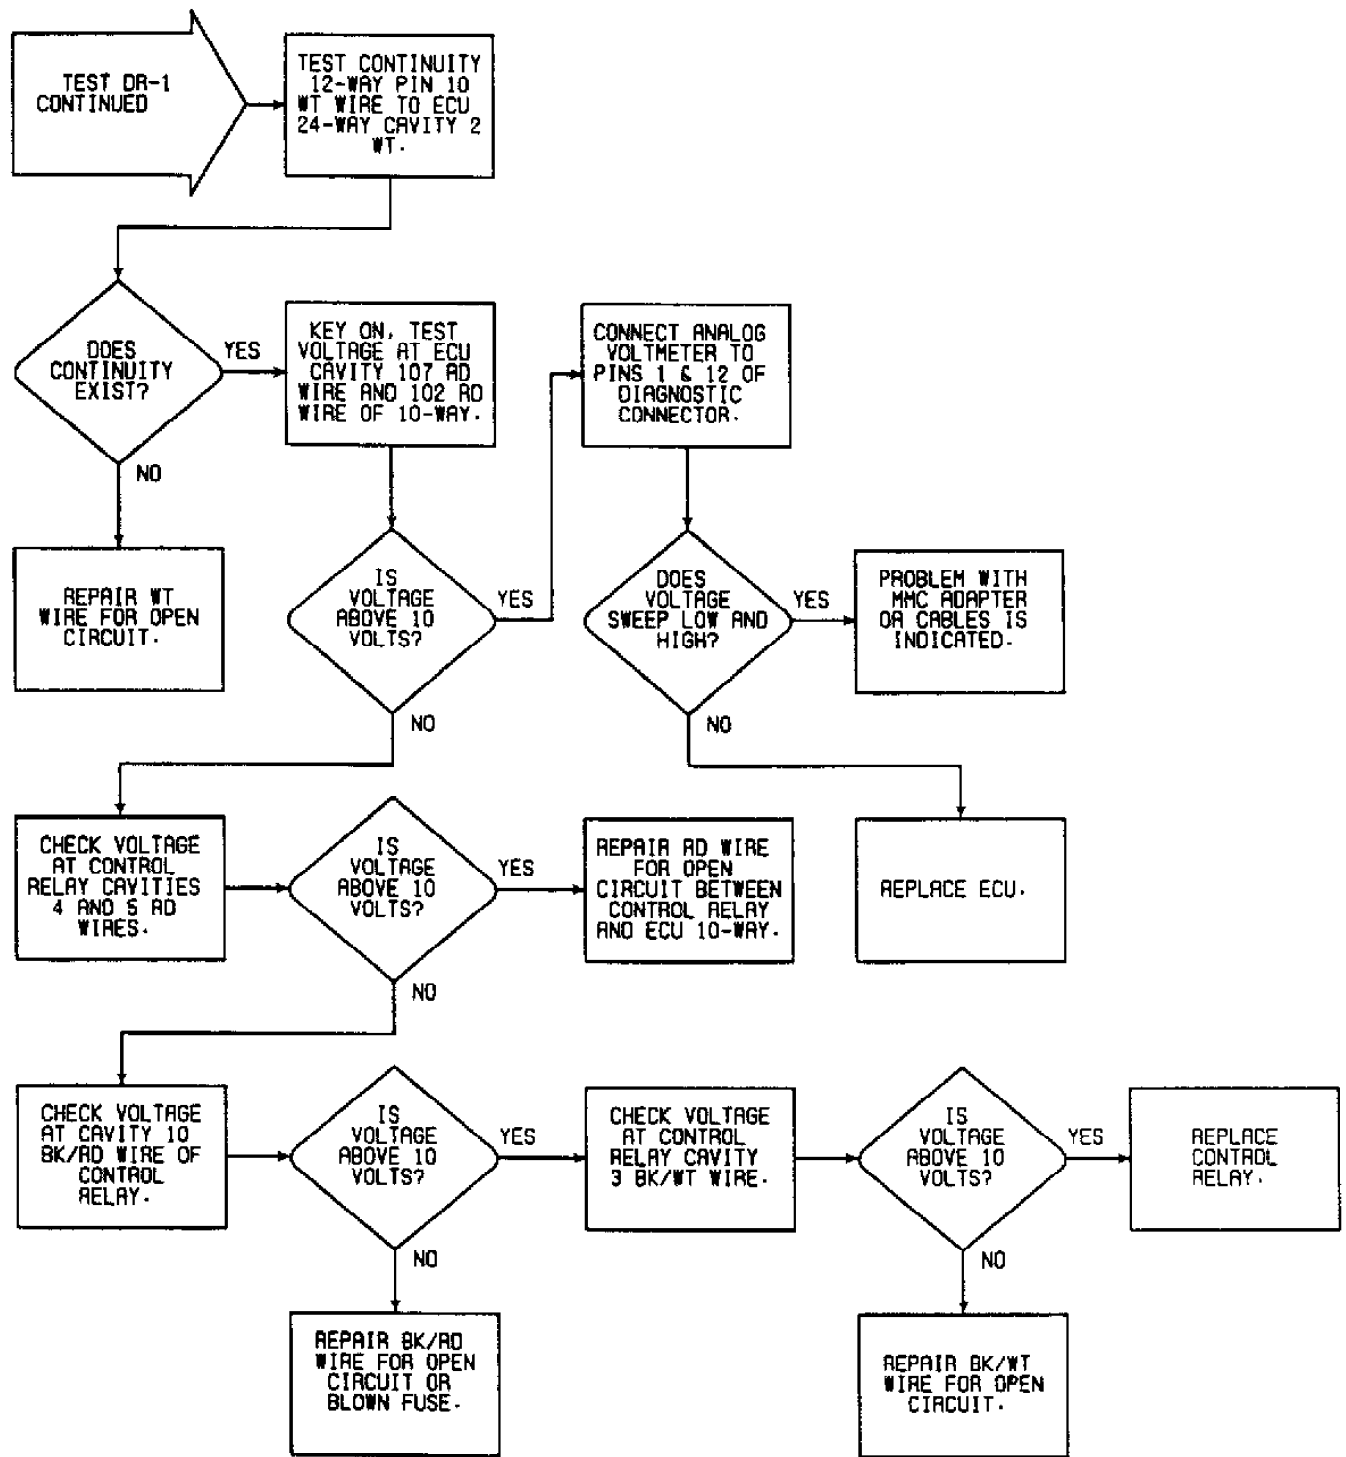 TEST DR-1
CONTINUED
TEST CONTINUITY
12-WAY PIN 10
WT WIRE TO ECU
24-WAY CAVITY 2
WT.
DOES
CONTINUITY
EXIST?
YES
NO
KEY ON, TEST
VOLTAGE AT ECU
CAVITY 107 RD
WIRE AND 102 RD
WIRE OF 10-WAY.
CONNECT ANALOG
VOLTMETER TO
PINS 1 & 12 OF
DIAGNOSTIC
CONNECTOR.
REPAIR WT
WIRE FOR OPEN
CIRCUIT.
IS
VOLTAGE
ABOVE 10
VOLTS?
YES
NO
DOES
VOLTAGE
SWEEP LOW AND
HIGH?
YES
NO
PROBLEM WITH
MMC ADAPTER
OR CABLES IS
INDICATED.
CHECK VOLTAGE
AT CONTROL
RELAY CAVITIES
4 AND 5 RD
WIRES.
IS
VOLTAGE
ABOVE 10
VOLTS?
YES
NO
REPAIR RD WIRE
FOR OPEN
CIRCUIT BETWEEN
CONTROL RELAY
AND ECU 10-WAY.
REPLACE ECU.
CHECK VOLTAGE
AT CAVITY 10
BK/RD WIRE OF
CONTROL
RELAY.
IS
VOLTAGE
ABOVE 10
VOLTS?
YES
NO
CHECK VOLTAGE
AT CONTROL
RELAY CAVITY
3 BK/WT WIRE.
IS
VOLTAGE
ABOVE 10
VOLTS?
YES
NO
REPLACE
CONTROL
RELAY.
REPAIR BK/RD
WIRE FOR OPEN
CIRCUIT OR
BLOWN FUSE.
REPAIR BK/WT
WIRE FOR OPEN
CIRCUIT.